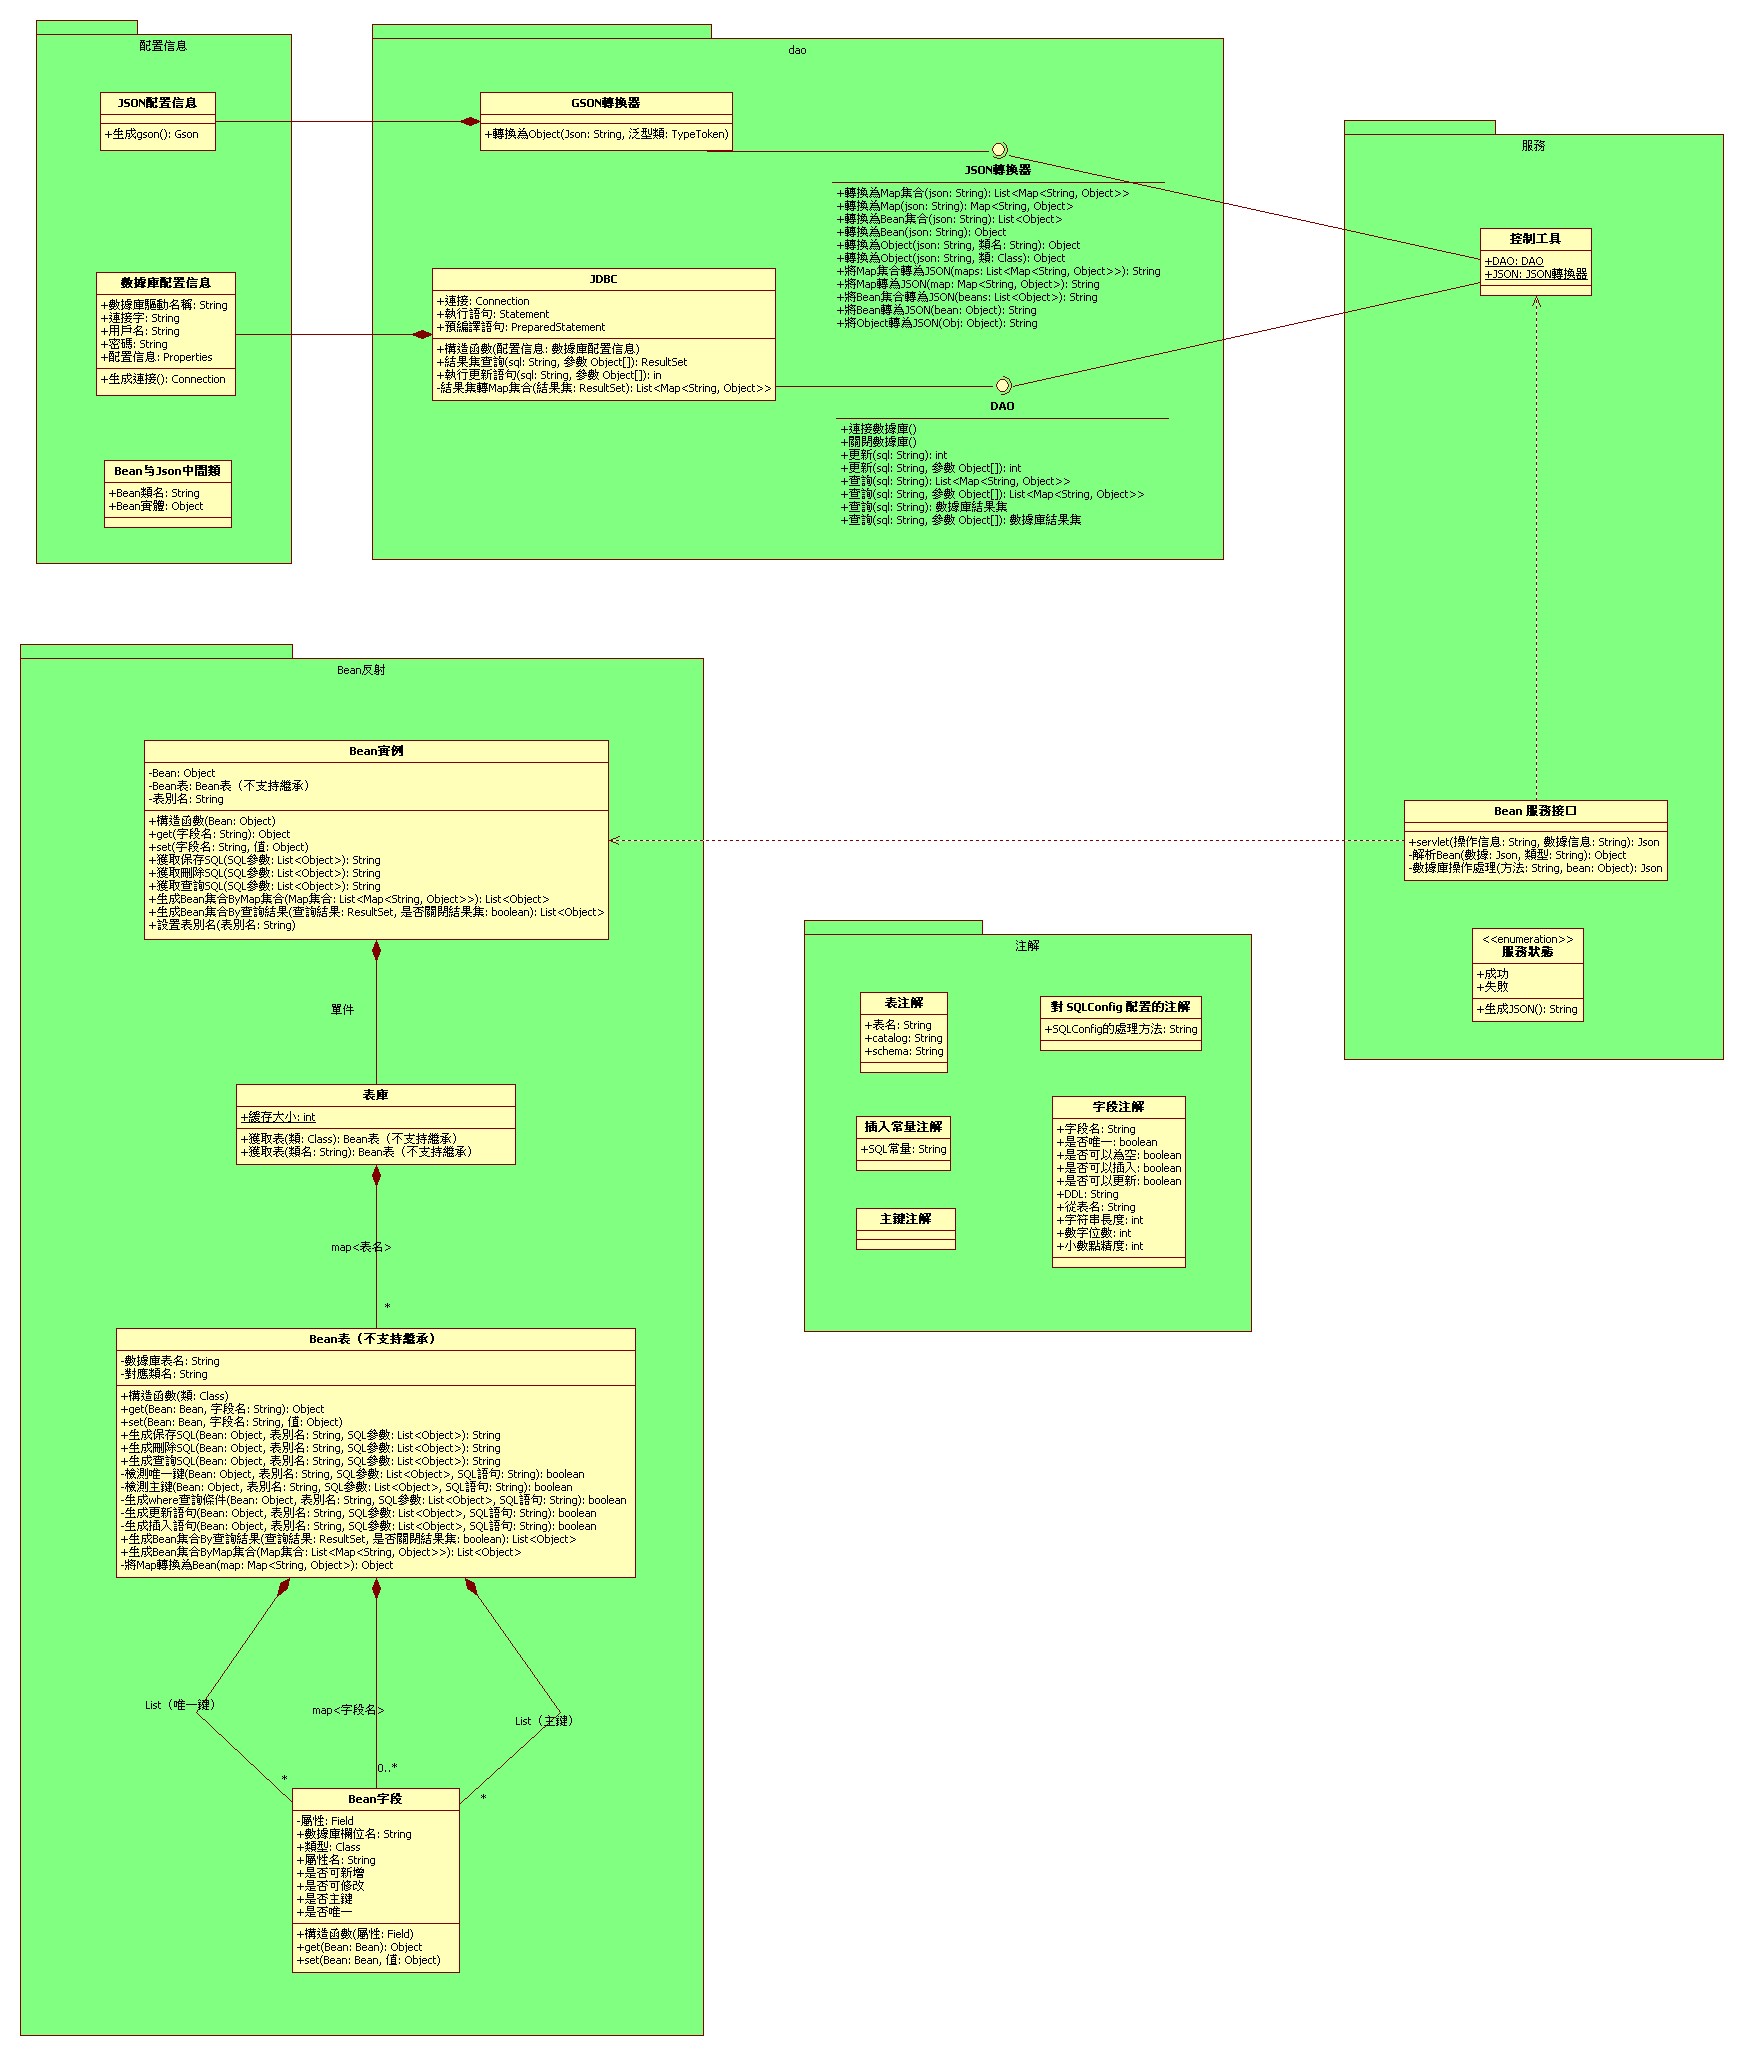 配置信息
JSON配置信息
+生成gson(): Gson
數據庫配置信息
+數據庫驅動名稱: String
+連接字: String
+用戶名: String
+密碼: String
+配置信息: Properties
+生成連接(): Connection
Bean与Json中間類
+Bean類名: String
+Bean實體: Object
dao
GSON轉換器
+轉換為Object(Json: String, 泛型類: TypeToken)
JSON轉換器
+轉換為Map集合(json: String): List<Map<String, Object>>
+轉換為Map(json: String): Map<String, Object>
+轉換為Bean集合(json: String): List<Object>
+轉換為Bean(json: String): Object
+轉換為Object(json: String, 類名: String): Object
+轉換為Object(json: String, 類: Class): Object
+將Map集合轉為JSON(maps: List<Map<String, Object>>): String
+將Map轉為JSON(map: Map<String, Object>): String
+將Bean集合轉為JSON(beans: List<Object>): String
+將Bean轉為JSON(bean: Object): String
+將Object轉為JSON(Obj: Object): String
JDBC
+連接: Connection
+執行語句: Statement
+預編譯語句: PreparedStatement
+構造函數(配置信息: 數據庫配置信息)
+結果集查詢(sql: String, 參數 Object[]): ResultSet
+執行更新語句(sql: String, 參數 Object[]): in
-結果集轉Map集合(結果集: ResultSet): List<Map<String, Object>>
DAO
+連接數據庫()
+關閉數據庫()
+更新(sql: String): int
+更新(sql: String, 參數 Object[]): int
+查詢(sql: String): List<Map<String, Object>>
+查詢(sql: String, 參數 Object[]): List<Map<String, Object>>
+查詢(sql: String): 數據庫結果集
+查詢(sql: String, 參數 Object[]): 數據庫結果集
服務
控制工具
+DAO: DAO
+JSON: JSON轉換器
Bean 服務接口
+servlet(操作信息: String, 數據信息: String): Json
-解析Bean(數據: Json, 類型: String): Object
-數據庫操作處理(方法: String, bean: Object): Json
<<enumeration>>
服務狀態
+成功
+失敗
+生成JSON(): String
Bean反射
Bean實例
-Bean: Object
-Bean表: Bean表（不支持繼承）
-表別名: String
+構造函數(Bean: Object)
+get(字段名: String): Object
+set(字段名: String, 值: Object)
+獲取保存SQL(SQL參數: List<Object>): String
+獲取刪除SQL(SQL參數: List<Object>): String
+獲取查詢SQL(SQL參數: List<Object>): String
+生成Bean集合ByMap集合(Map集合: List<Map<String, Object>>): List<Object>
+生成Bean集合By查詢結果(查詢結果: ResultSet, 是否關閉結果集: boolean): List<Object>
+設置表別名(表別名: String)
單件
表庫
+緩存大小: int
+獲取表(類: Class): Bean表（不支持繼承）
+獲取表(類名: String): Bean表（不支持繼承）
map<表名>
*
Bean表（不支持繼承）
-數據庫表名: String
-對應類名: String
+構造函數(類: Class)
+get(Bean: Bean, 字段名: String): Object
+set(Bean: Bean, 字段名: String, 值: Object)
+生成保存SQL(Bean: Object, 表別名: String, SQL參數: List<Object>): String
+生成刪除SQL(Bean: Object, 表別名: String, SQL參數: List<Object>): String
+生成查詢SQL(Bean: Object, 表別名: String, SQL參數: List<Object>): String
-檢測唯一鍵(Bean: Object, 表別名: String, SQL參數: List<Object>, SQL語句: String): boolean
-檢測主鍵(Bean: Object, 表別名: String, SQL參數: List<Object>, SQL語句: String): boolean
-生成where查詢條件(Bean: Object, 表別名: String, SQL參數: List<Object>, SQL語句: String): boolean
-生成更新語句(Bean: Object, 表別名: String, SQL參數: List<Object>, SQL語句: String): boolean
-生成插入語句(Bean: Object, 表別名: String, SQL參數: List<Object>, SQL語句: String): boolean
+生成Bean集合By查詢結果(查詢結果: ResultSet, 是否關閉結果集: boolean): List<Object>
+生成Bean集合ByMap集合(Map集合: List<Map<String, Object>>): List<Object>
-將Map轉換為Bean(map: Map<String, Object>): Object
List（唯一鍵）
map<字段名>
List（主鍵）
*
0..*
*
Bean字段
-屬性: Field
+數據庫欄位名: String
+類型: Class
+屬性名: String
+是否可新增
+是否可修改
+是否主鍵
+是否唯一
+構造函數(屬性: Field)
+get(Bean: Bean): Object
+set(Bean: Bean, 值: Object)
注解
表注解
+表名: String
+catalog: String
+schema: String
對 SQLConfig 配置的注解
+SQLConfig的處理方法: String
插入常量注解
+SQL常量: String
主鍵注解
字段注解
+字段名: String
+是否唯一: boolean
+是否可以為空: boolean
+是否可以插入: boolean
+是否可以更新: boolean
+DDL: String
+從表名: String
+字符串長度: int
+數字位數: int
+小數點精度: int